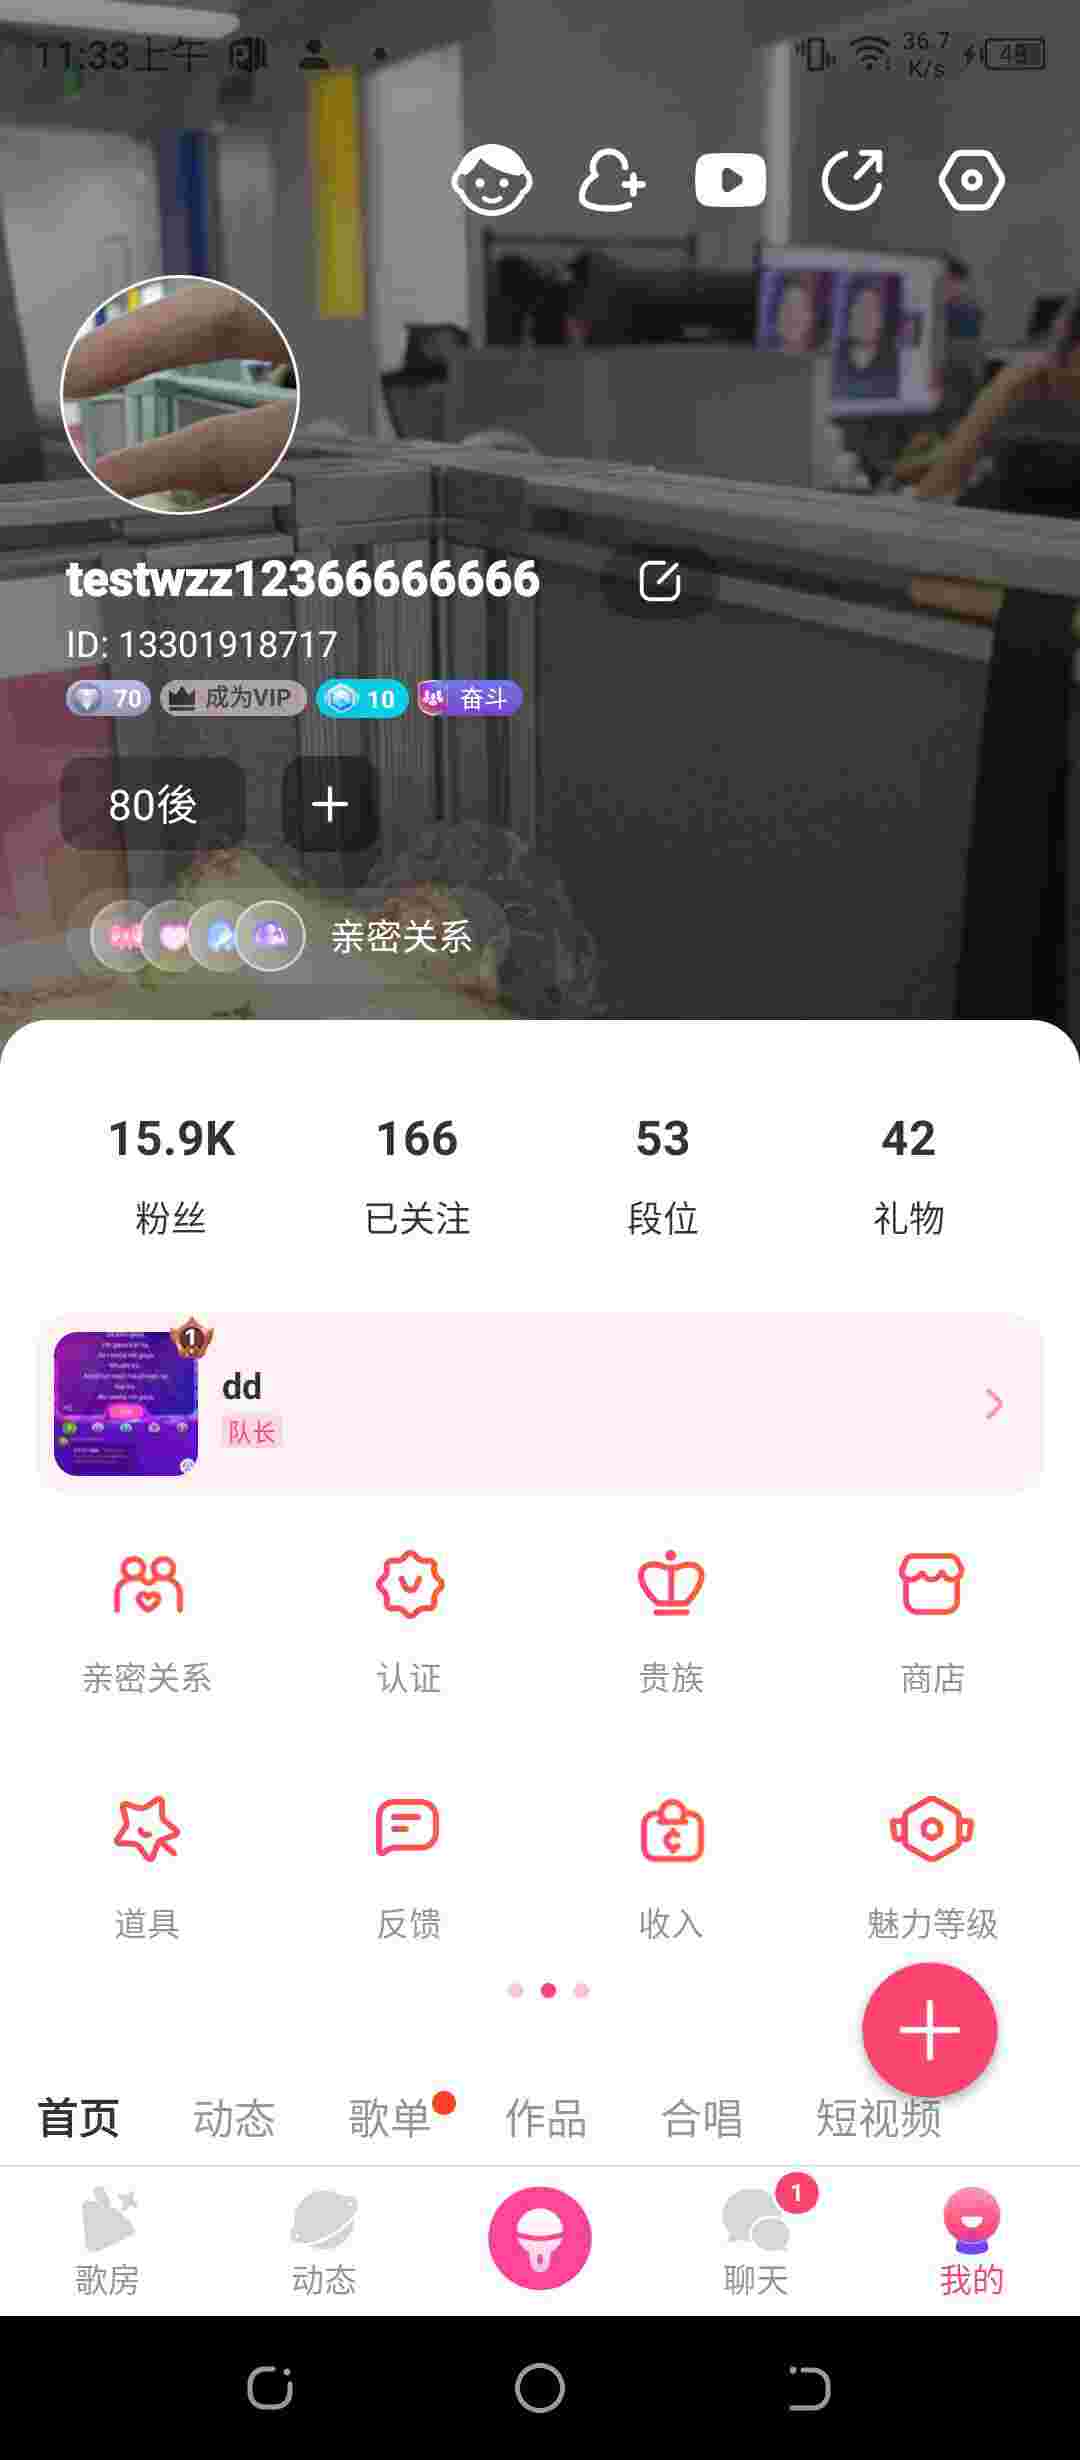 11:33上午
36.7
K/s
48
testwzz12366666666
ID: 13301918717
70
成为VIP
10
奋斗
80後
亲密关系
15.9K
166
53
42
粉丝
已关注
段位
礼物
1
dd
队长
亲密关系
认证
贵族
商店
道具
反馈
收入
魅力等级
首页
动态
歌单
作品
合唱
短视频
1
歌房
动态
聊天
我的